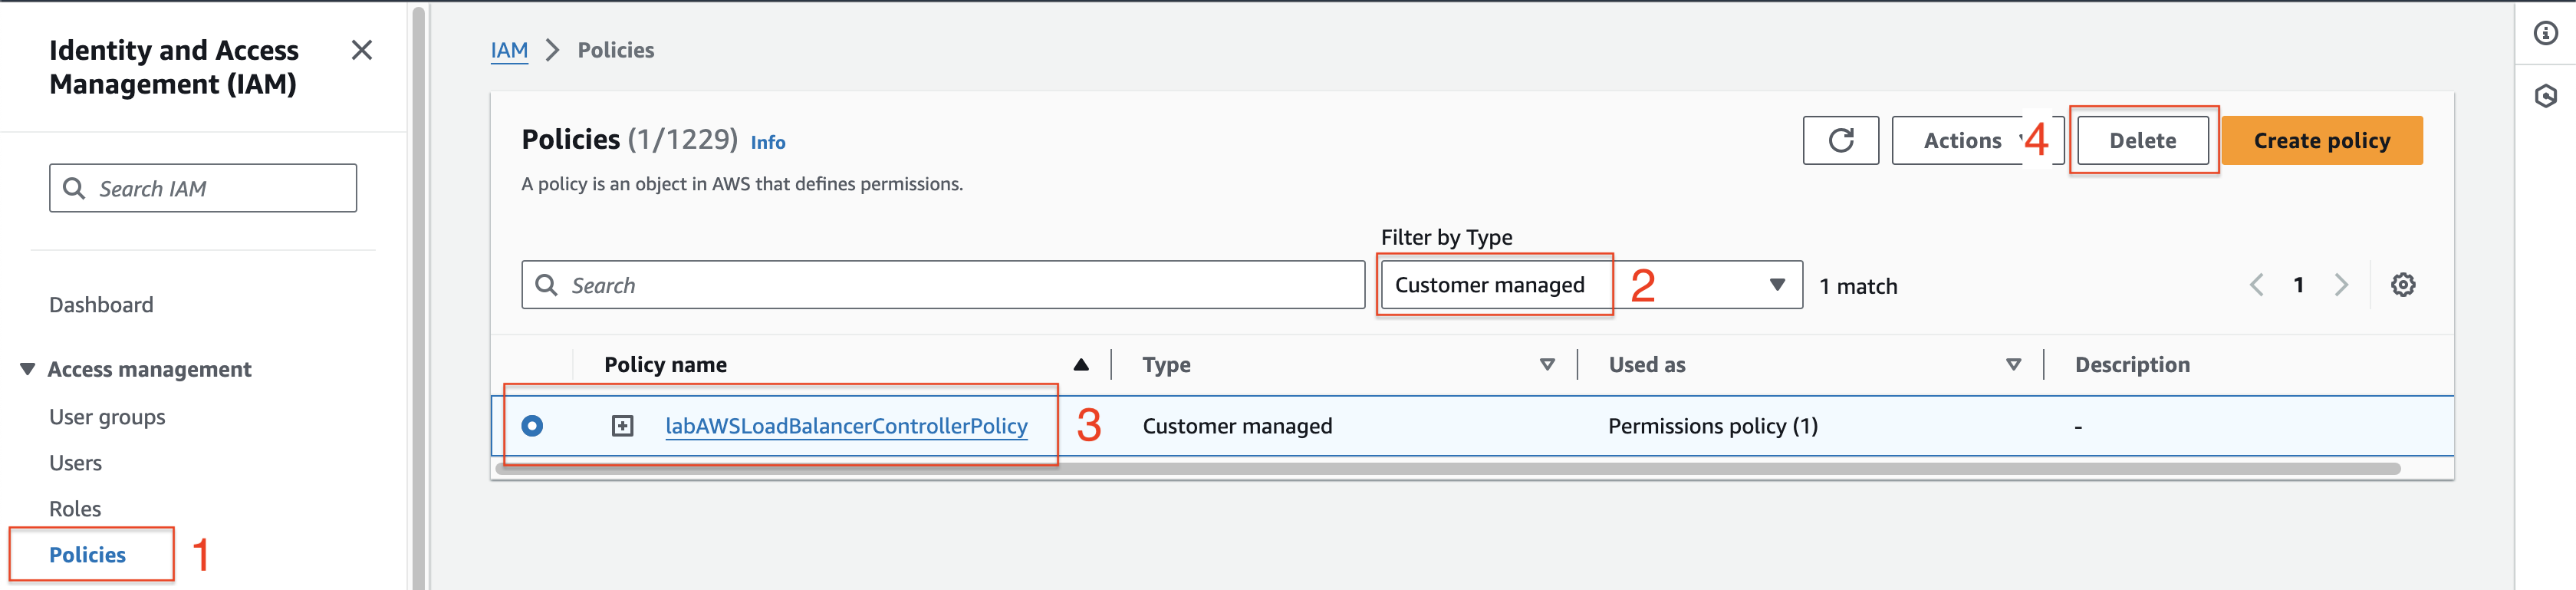 Identity and Access
Management (IAM)
Search IAM
Dashboard
Access management
User groups
Users
Roles
Policies
1
IAM
Policies
Policies (1/1229) Info
A policy is an object in AWS that defines permissions.
Actions
4
Delete
Create policy
Filter by Type
Search
Customer managed
2
1 match
1
Policy name
Type
Used as
Description
labAWSLoadBalancerControllerPolicy
3
Customer managed
Permissions policy (1)
-